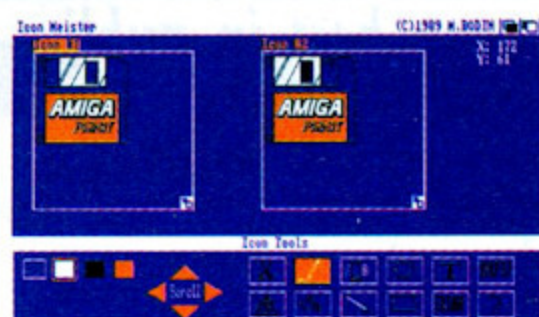 Icon Meister
(C)1989 M.BODIN
Icon #1
Icon #2
X: 172
Y: 61
AMIGA
AMIGA
Icon Tools
Scroll